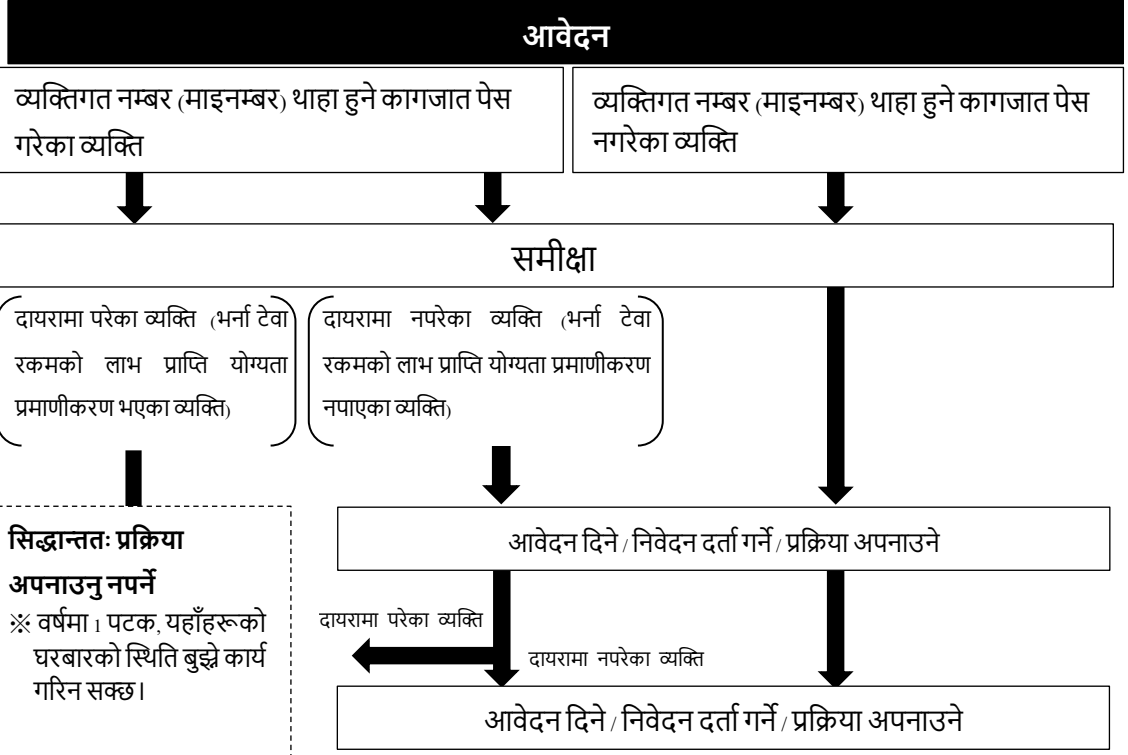 आवेदन
व्यक्तिगत नम्बर (माइनम्बर) थाहा हुने कागजात पेस
गरेका व्यक्ति
व्यक्तिगत नम्बर (माइनम्बर) थाहा हुने कागजात पेस
नगरेका व्यक्ति
समीक्षा
दायरामा परेका व्यक्ति (भर्ना टेवा
रकमको लाभ प्राप्ति योग्यता
प्रमाणीकरण भएका व्यक्ति)
दायरामा नपरेका व्यक्ति (भर्ना टेवा
रकमको लाभ प्राप्ति योग्यता प्रमाणीकरण
नपाएका व्यक्ति)
सिद्धान्ततः प्रक्रिया
अपनाउनु नपर्ने
※ वर्षमा 1 पटक, यहाँहरूको
घरबारको स्थिति बुझ्ने कार्य
गरिन सक्छ।
आवेदन दिने / निवेदन दर्ता गर्ने / प्रक्रिया अपनाउने
दायरामा परेका व्यक्ति
दायरामा नपरेका व्यक्ति
आवेदन दिने / निवेदन दर्ता गर्ने / प्रक्रिया अपनाउने